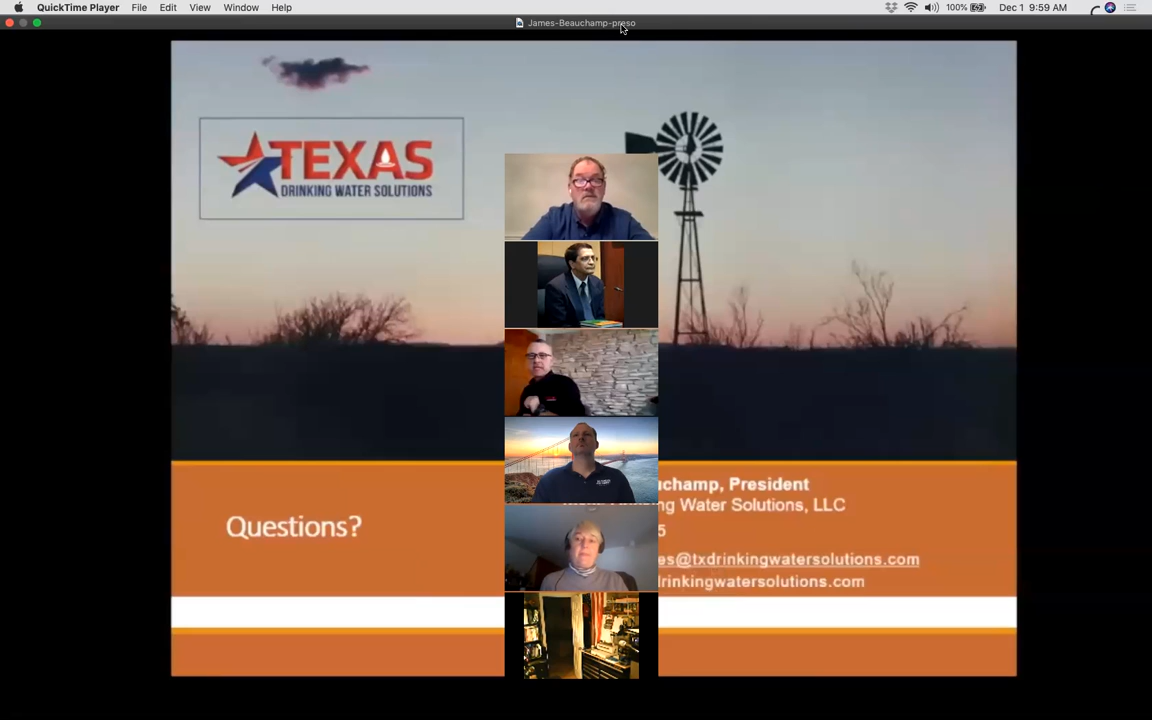 QuickTime Player File Edit View Window Help 100% Dec 1 9:59 AM
James-Beauchamp-preso
TEXAS
DRINKING WATER SOLUTIONS
Questions?
uchamp, President
ng Water Solutions, LLC
5
es@txdrinkingwatersolutions.com
drinkingwatersolutions.com